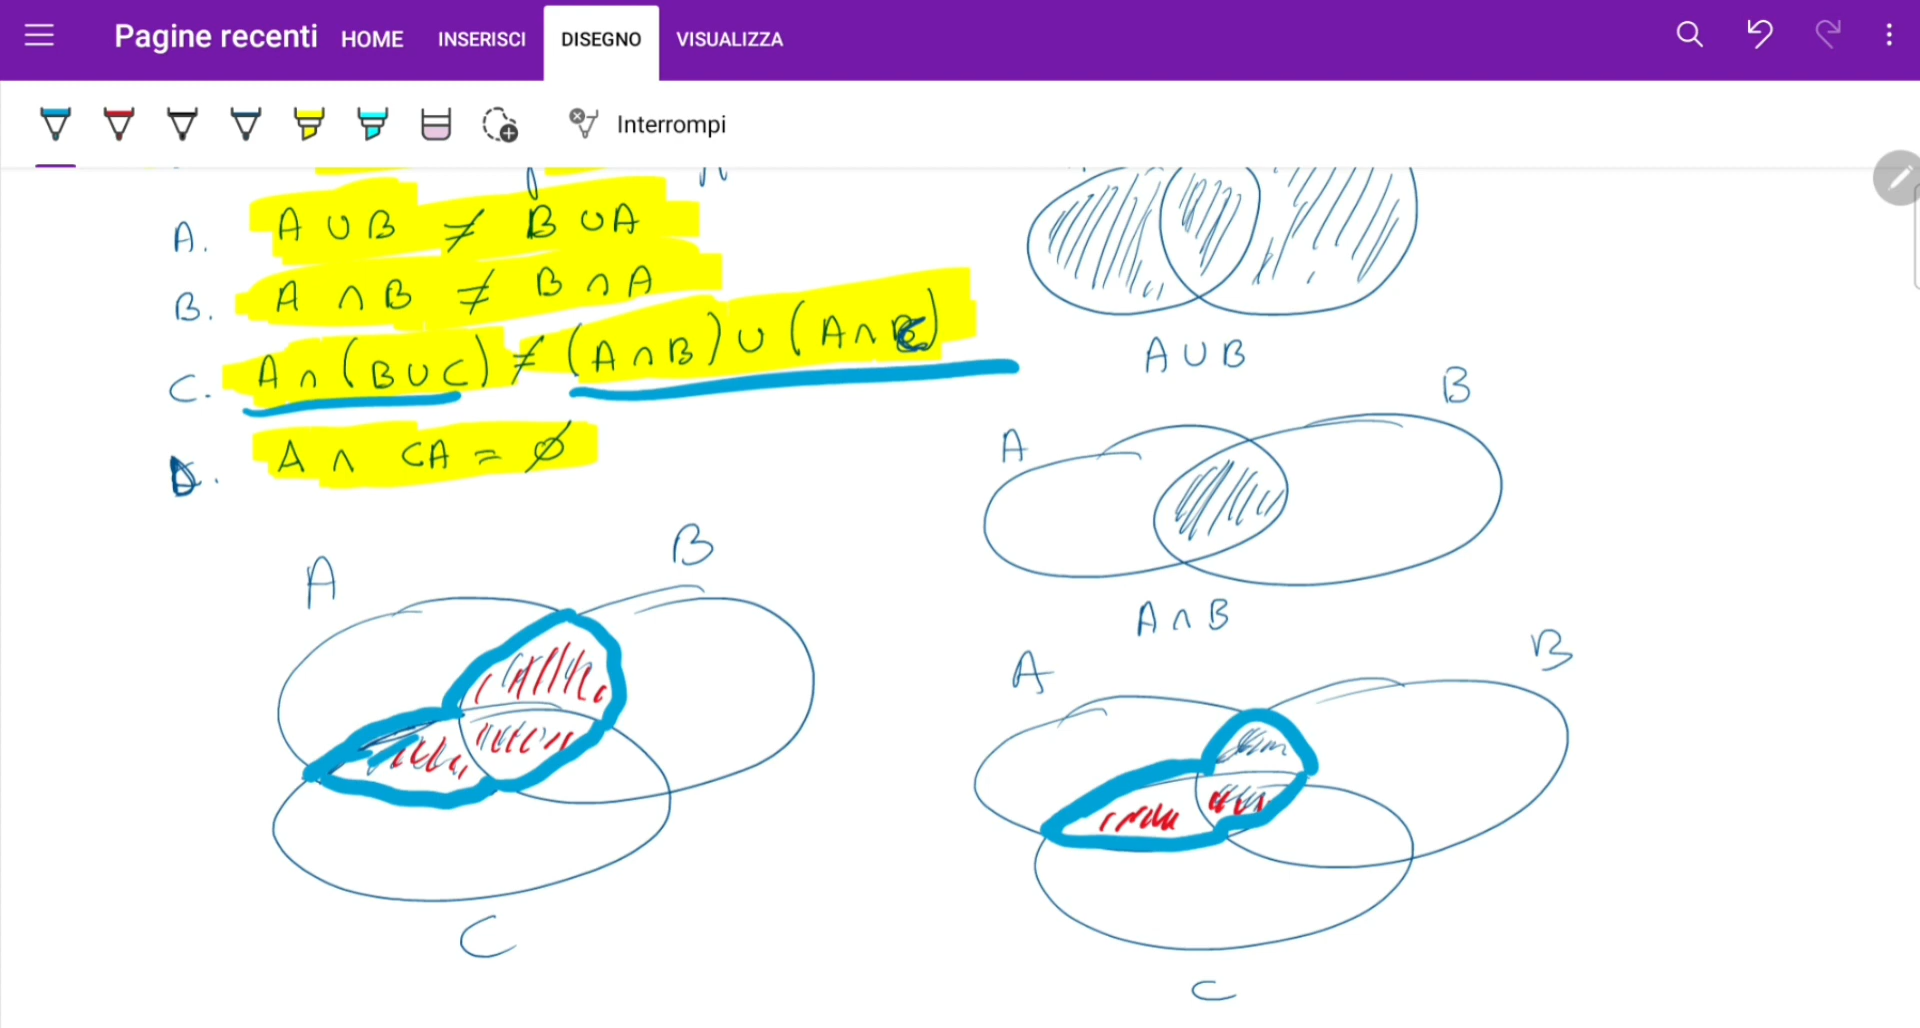 Pagine recenti HOME INSERISCI DISEGNO VISUALIZZA
Interrompi
A. A ∪ B ≠ B ∪ A
B. A ∩ B ≠ B ∩ A
C. A ∩ (B ∪ C) ≠ (A ∩ B) ∪ (A ∩ C)
D. A ∩ CA = ∅
A ∪ B
A
B
A ∩ B
A
B
C
A
B
C